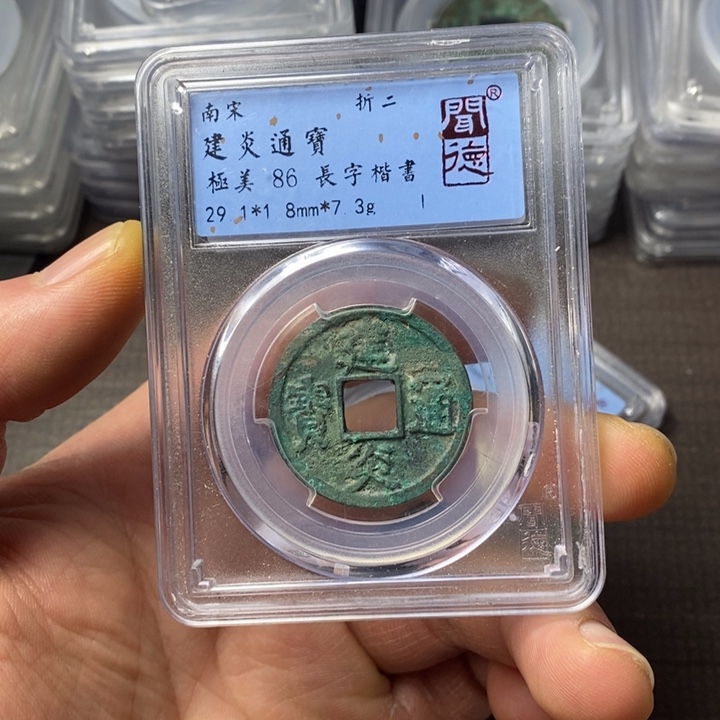 南宋 折二
建炎通寶
極美 86 長字楷書
29 1*1 8mm*7 3g 1
聞德®
建炎通寶